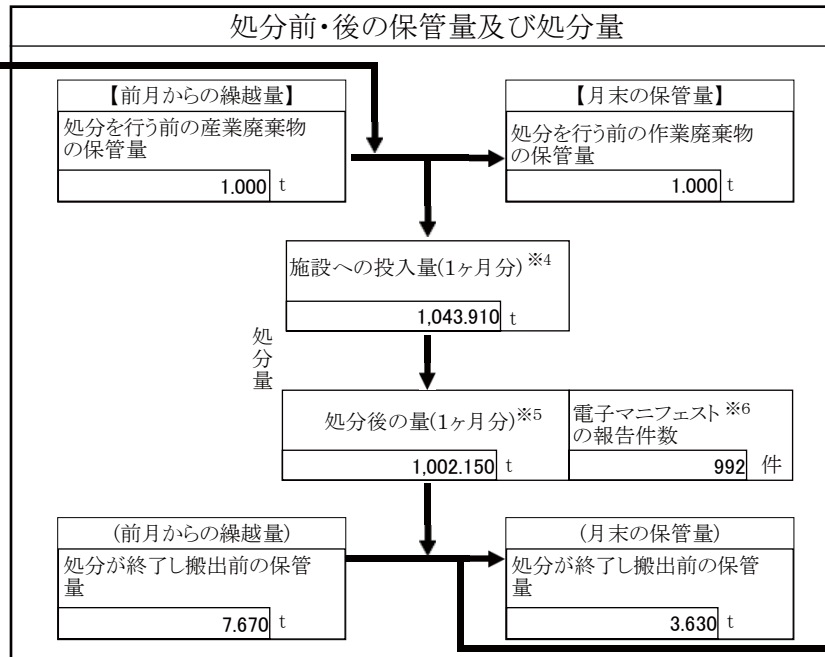 処分前・後の保管量及び処分量
【前月からの繰越量】
処分を行う前の産業廃棄物
の保管量
1.000 t
【月末の保管量】
処分を行う前の作業廃棄物
の保管量
1.000 t
施設への投入量(1ヶ月分)※4
1,043.910 t
処分量
処分後の量(1ヶ月分)※5
1,002.150 t
電子マニフェスト※6
の報告件数
992 件
(前月からの繰越量)
処分が終了し搬出前の保管
量
7.670 t
(月末の保管量)
処分が終了し搬出前の保管
量
3.630 t